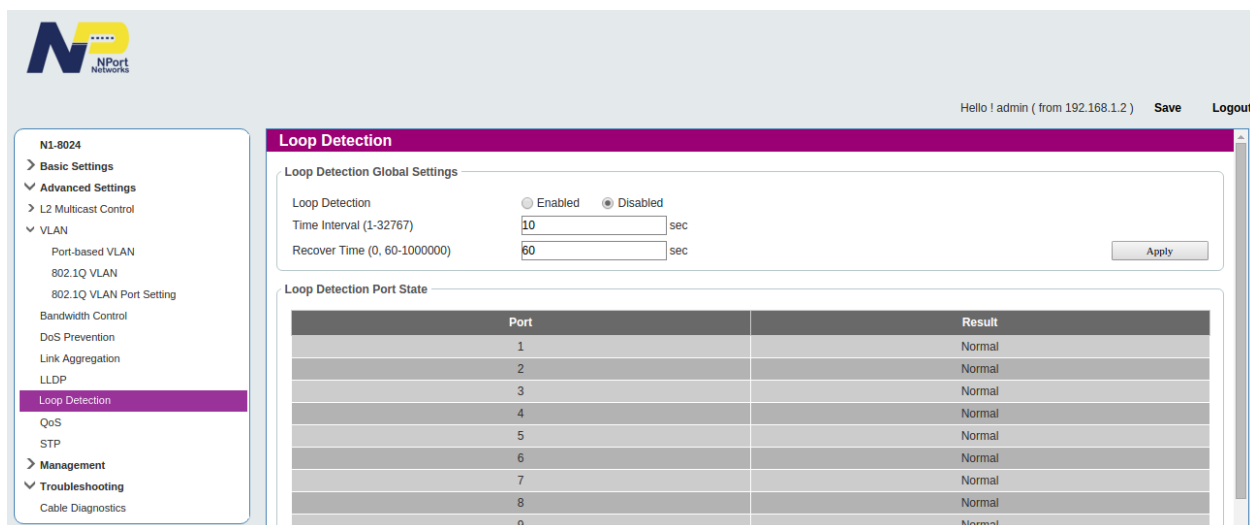 NPort
Networks
Hello ! admin ( from 192.168.1.2 ) Save Logout
N1-8024
Basic Settings
Advanced Settings
L2 Multicast Control
VLAN
Port-based VLAN
802.1Q VLAN
802.1Q VLAN Port Setting
Bandwidth Control
DoS Prevention
Link Aggregation
LLDP
Loop Detection
QoS
STP
Management
Troubleshooting
Cable Diagnostics
Loop Detection
Loop Detection Global Settings
Loop Detection Enabled Disabled
Time Interval (1-32767) 10 sec
Recover Time (0, 60-1000000) 60 sec
Apply
Loop Detection Port State
Port Result
1 Normal
2 Normal
3 Normal
4 Normal
5 Normal
6 Normal
7 Normal
8 Normal
9 Normal